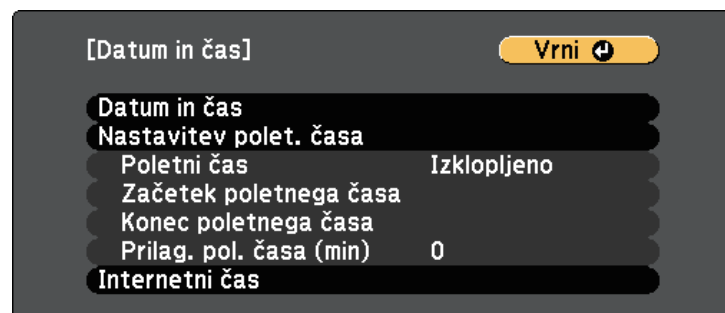 [Datum in čas] Vrni
Datum in čas
Nastavitev polet. časa
Poletni čas Izklopljeno
Začetek poletnega časa
Konec poletnega časa
Prilag. pol. časa (min) 0
Internetni čas